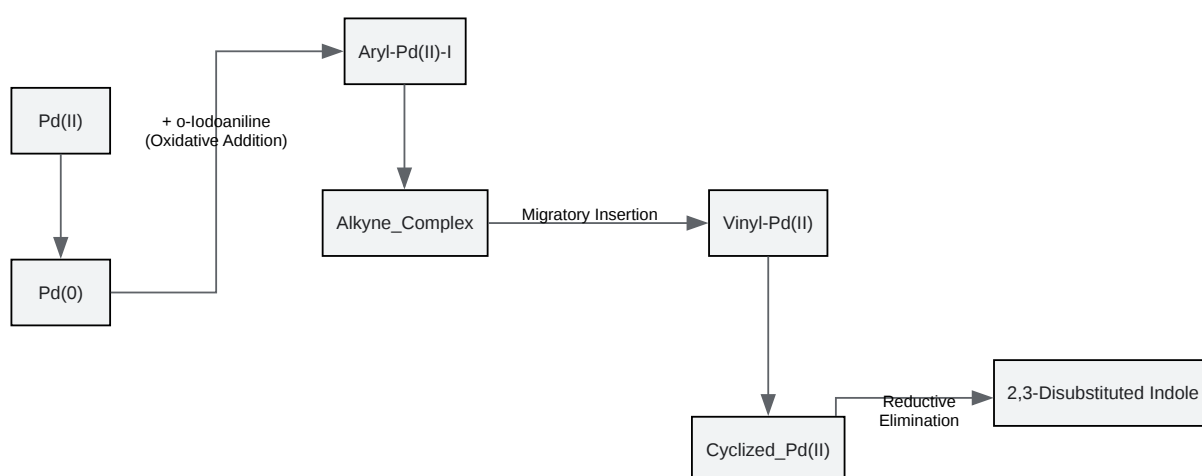 Aryl-Pd(II)-I
Pd(II)
+ o-Iodoaniline
(Oxidative Addition)
Alkyne_Complex
Migratory Insertion
Vinyl-Pd(II)
Pd(0)
Reductive
Elimination
2,3-Disubstituted Indole
Cyclized_Pd(II)